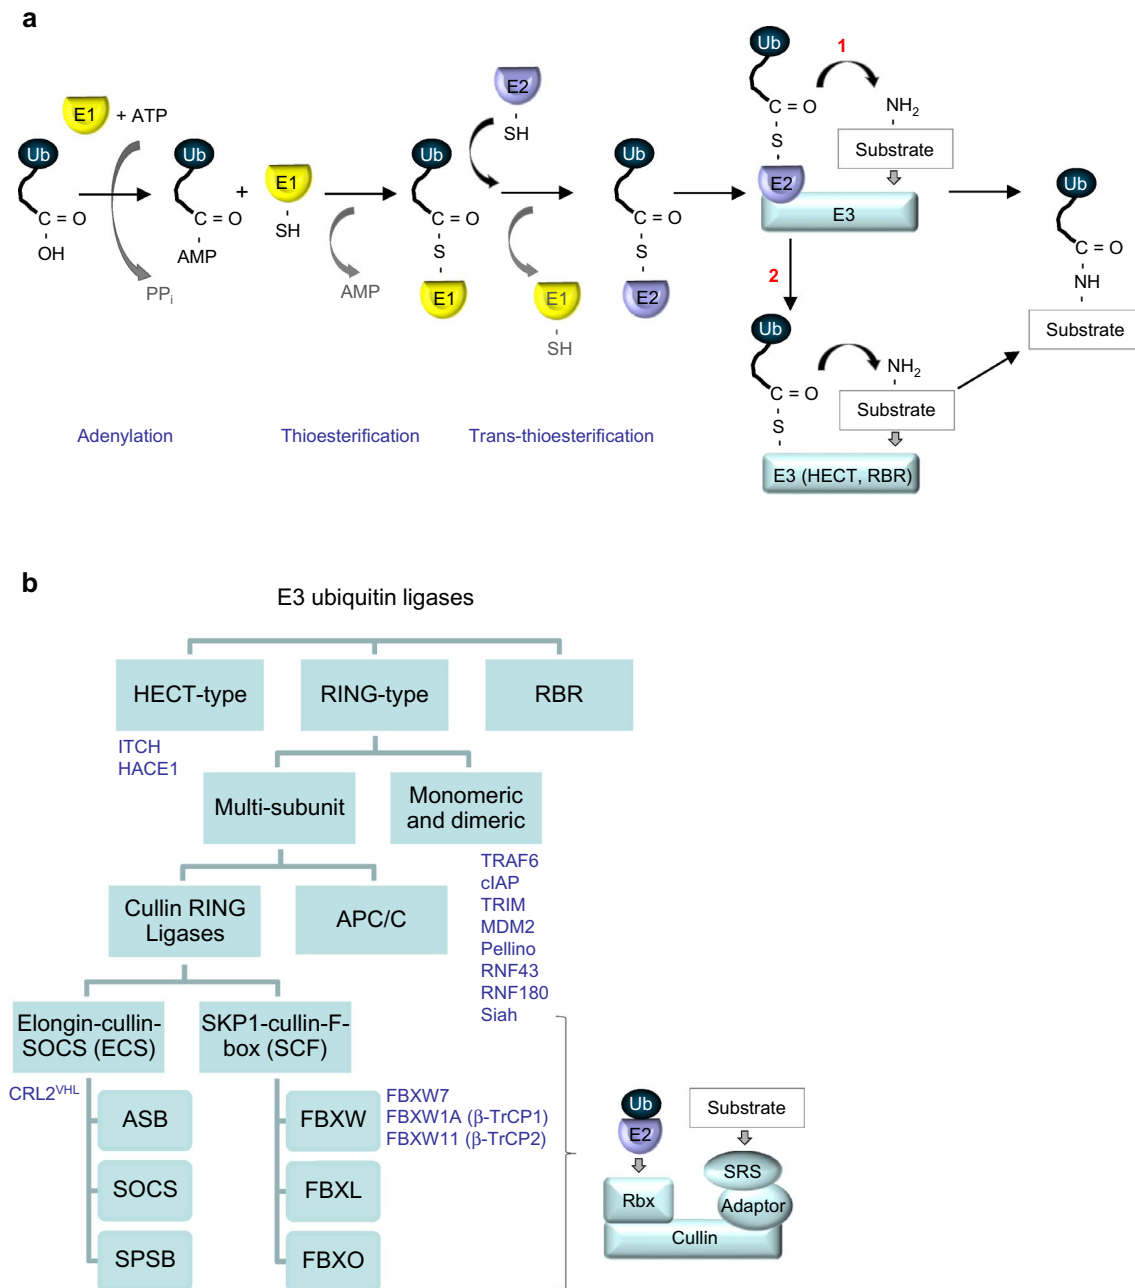 a
E1 + ATP
Ub
C = O
OH
PPi
Ub
C = O
AMP
+
E1
SH
AMP
Ub
C = O
S
E1
E2
SH
E1
SH
Ub
C = O
S
E2
Ub
1
C = O
NH2
S
Substrate
E2
E3
2
Ub
C = O
NH2
S
Substrate
E3 (HECT, RBR)
Ub
C = O
NH
Substrate
Adenylation
Thioesterification
Trans-thioesterification
b
E3 ubiquitin ligases
HECT-type
RING-type
RBR
ITCH
HACE1
Multi-subunit
Monomeric
and dimeric
TRAF6
cIAP
TRIM
MDM2
Pellino
RNF43
RNF180
Siah
Cullin RING
Ligases
APC/C
Elongin-cullin-
SOCS (ECS)
SKP1-cullin-F-
box (SCF)
CRL2VHL
ASB
SOCS
SPSB
FBXW
FBXL
FBXO
FBXW7
FBXW1A (β-TrCP1)
FBXW11 (β-TrCP2)
Ub
E2
Substrate
SRS
Rbx
Adaptor
Cullin